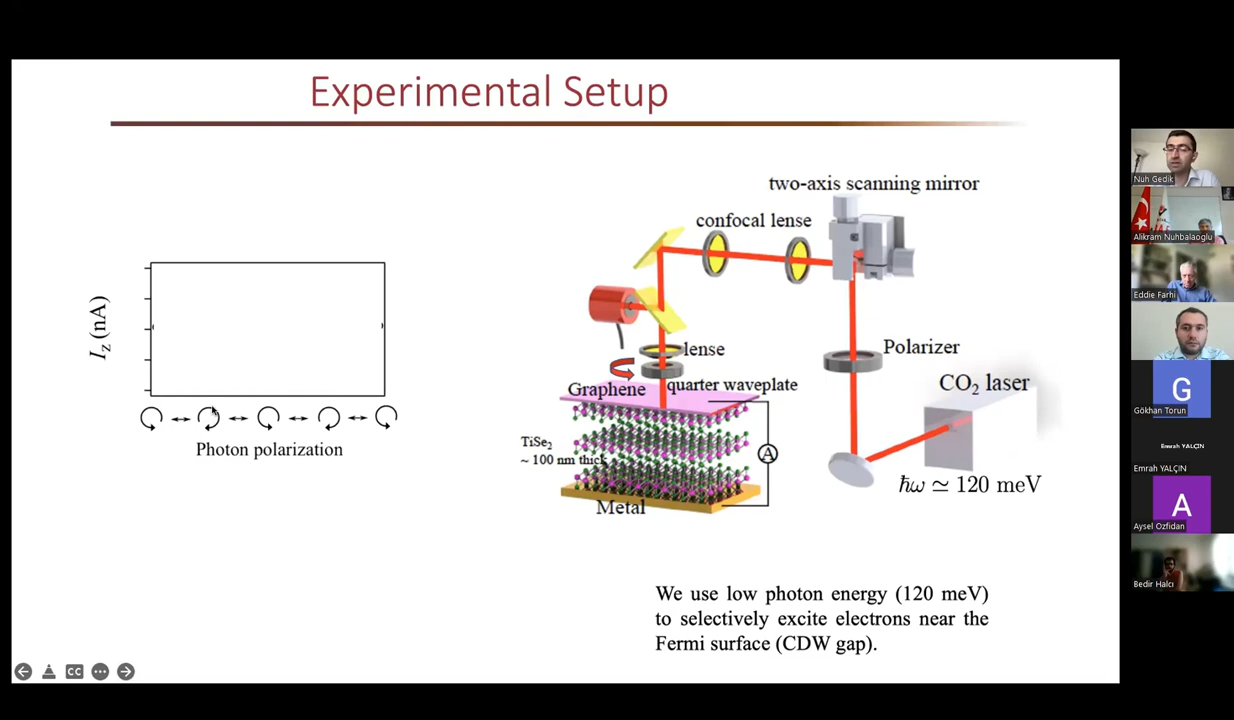 Experimental Setup
two-axis scanning mirror
confocal lense
I_z (nA)
lense
Polarizer
Graphene
quarter waveplate
CO₂ laser
TiSe₂
~ 100 nm thick
A
Photon polarization
ħω ≃ 120 meV
Metal
We use low photon energy (120 meV)
to selectively excite electrons near the
Fermi surface (CDW gap).
CC
Nuh Gedik
Alikram Nuhbalaoglu
Eddie Farhi
G
Gökhan Torun
Emrah YALÇIN
Emrah YALÇIN
A
Aysel Ozfidan
Bedir Halcı